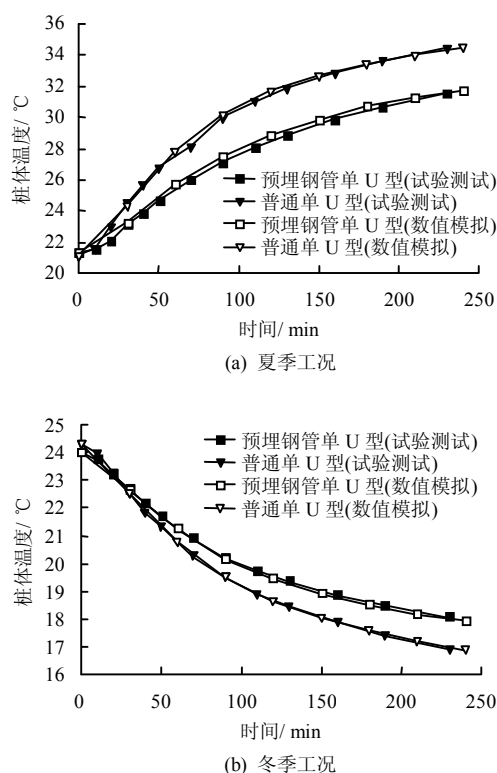 36
34
32
30
28
26
24
22
20
桩体温度/ ℃
预埋钢管单 U 型(试验测试)
普通单 U 型(试验测试)
预埋钢管单 U 型(数值模拟)
普通单 U 型(数值模拟)
0 50 100 150 200 250
时间/ min
(a) 夏季工况
25
24
23
22
21
20
19
18
17
16
桩体温度/ ℃
预埋钢管单 U 型(试验测试)
普通单 U 型(试验测试)
预埋钢管单 U 型(数值模拟)
普通单 U 型(数值模拟)
0 50 100 150 200 250
时间/ min
(b) 冬季工况